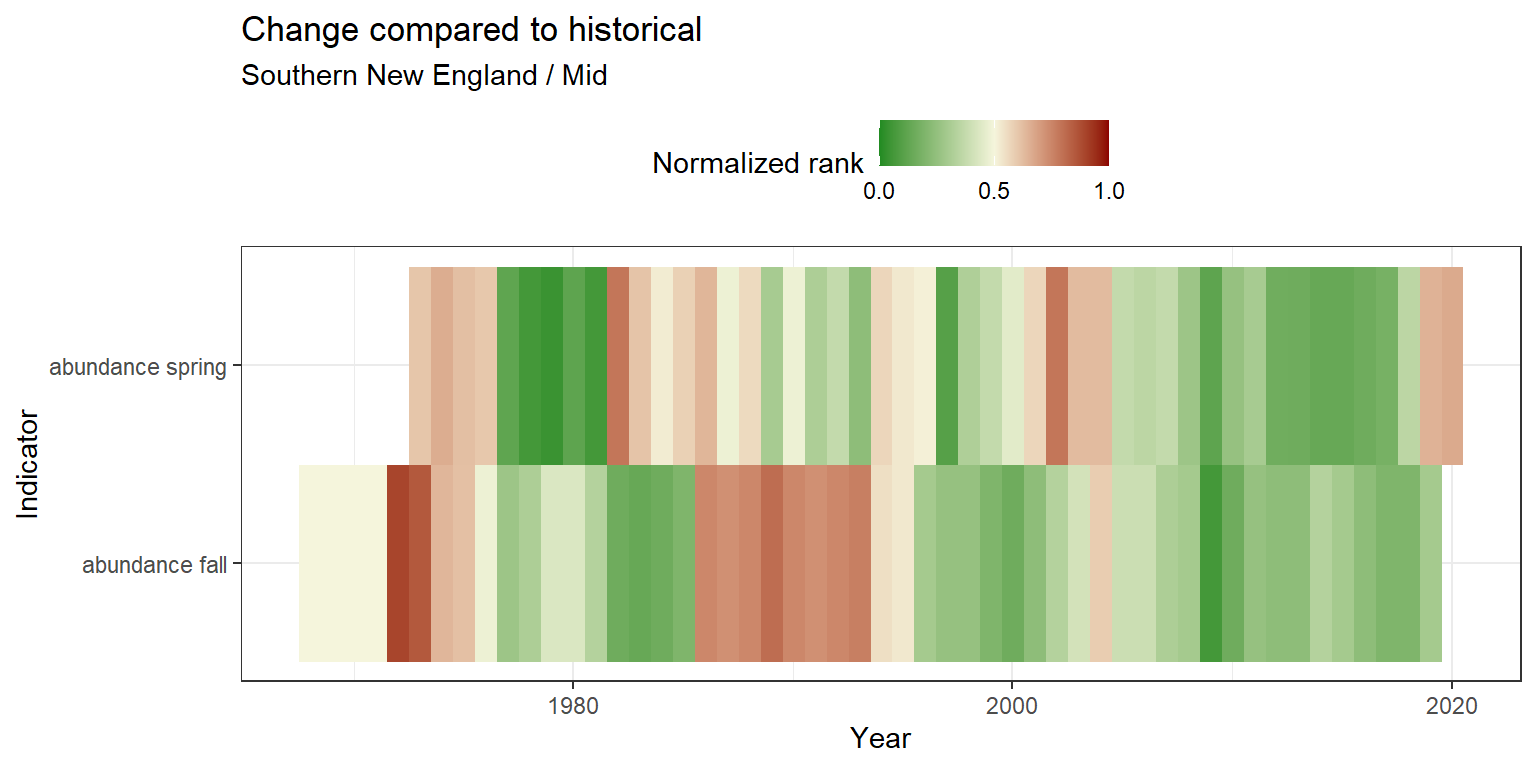 Change compared to historical
Southern New England / Mid
Normalized rank
0.0 0.5 1.0
abundance spring
abundance fall
Indicator
1980 2000 2020
Year